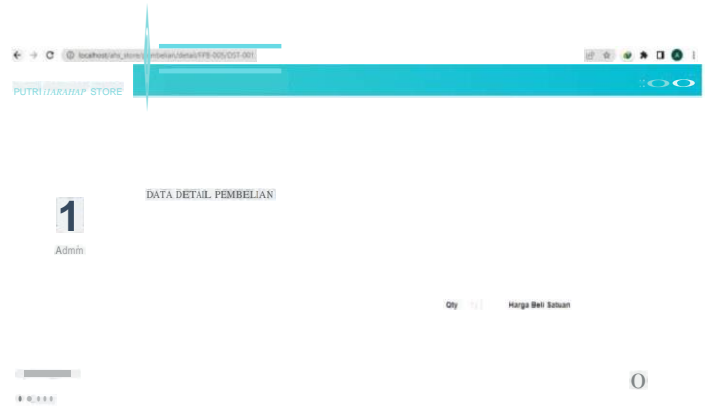 localhost/ahs_store/pembelian/detail/FPB-005/DST-001
PUTRI HARAHAP STORE
DATA DETAIL PEMBELIAN
1
Admin
Qty Harga Beli Satuan
O